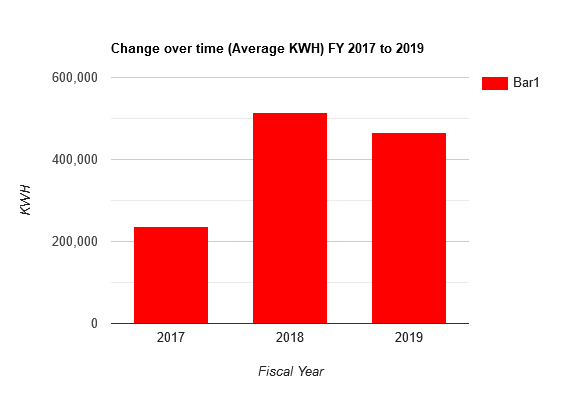 Change over time (Average KWH) FY 2017 to 2019
600,000
Bar1
400,000
KWH
200,000
0
2017 2018 2019
Fiscal Year